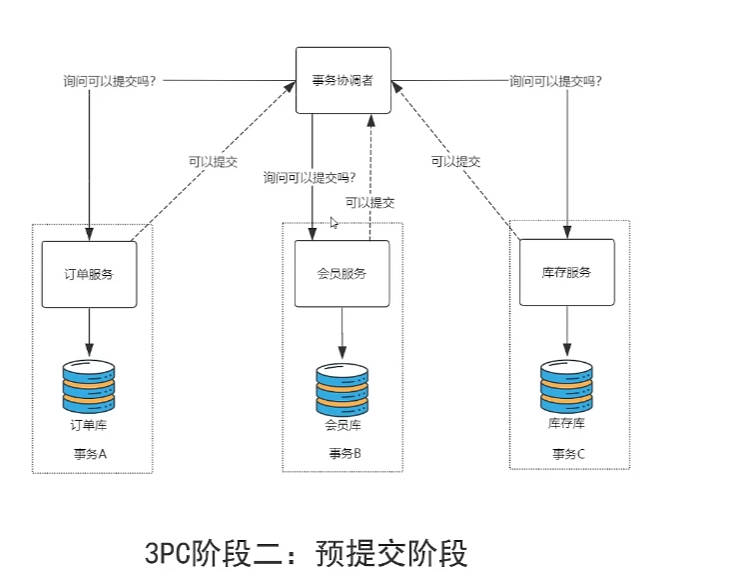 事务协调者
询问可以提交吗?
询问可以提交吗?
可以提交
可以提交
询问可以提交吗?
可以提交
订单服务
会员服务
库存服务
订单库
会员库
库存库
事务A
事务B
事务C
3PC阶段二: 预提交阶段